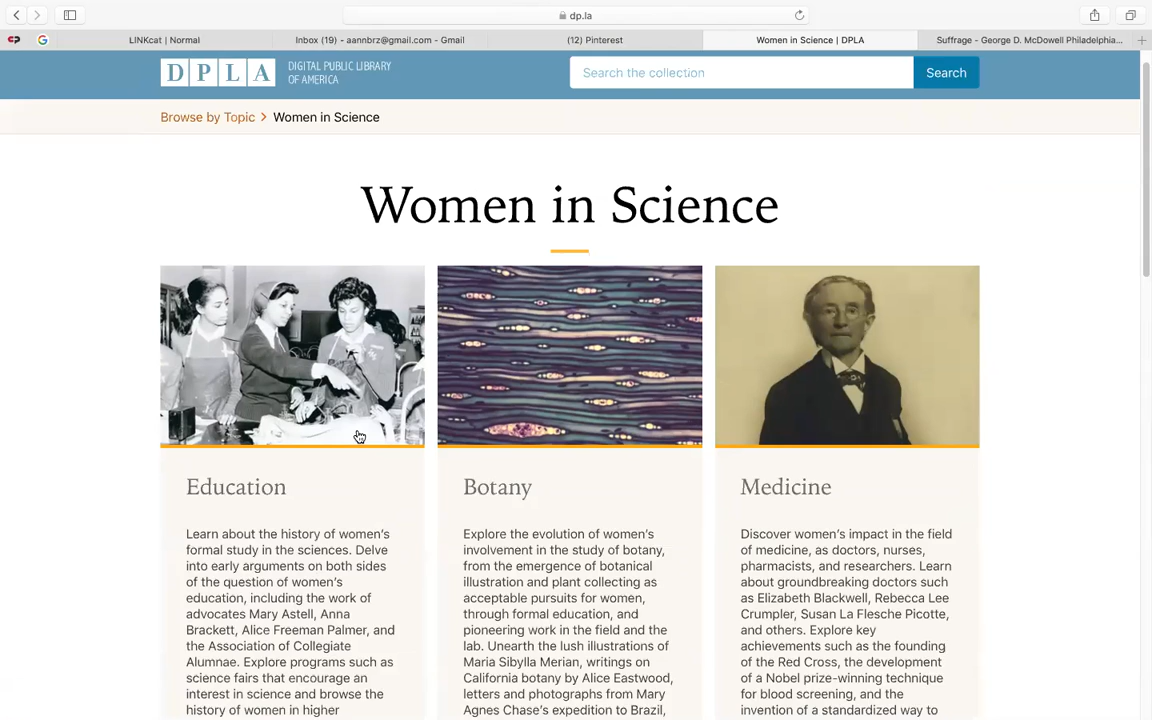 dp.la
LINKcat | Normal
Inbox (19) - aannbrz@gmail.com - Gmail
(12) Pinterest
Women in Science | DPLA
Suffrage - George D. McDowell Philadelphia...
DPLA
DIGITAL PUBLIC LIBRARY
OF AMERICA
Search the collection
Search
Browse by Topic > Women in Science
Women in Science
Education
Learn about the history of women's
formal study in the sciences. Delve
into early arguments on both sides
of the question of women's
education, including the work of
advocates Mary Astell, Anna
Brackett, Alice Freeman Palmer, and
the Association of Collegiate
Alumnae. Explore programs such as
science fairs that encourage an
interest in science and browse the
history of women in higher
Botany
Explore the evolution of women's
involvement in the study of botany,
from the emergence of botanical
illustration and plant collecting as
acceptable pursuits for women,
through formal education, and
pioneering work in the field and the
lab. Unearth the lush illustrations of
Maria Sibylla Merian, writings on
California botany by Alice Eastwood,
letters and photographs from Mary
Agnes Chase's expedition to Brazil,
Medicine
Discover women's impact in the field
of medicine, as doctors, nurses,
pharmacists, and researchers. Learn
about groundbreaking doctors such
as Elizabeth Blackwell, Rebecca Lee
Crumpler, Susan La Flesche Picotte,
and others. Explore key
achievements such as the founding
of the Red Cross, the development
of a Nobel prize-winning technique
for blood screening, and the
invention of a standardized way to